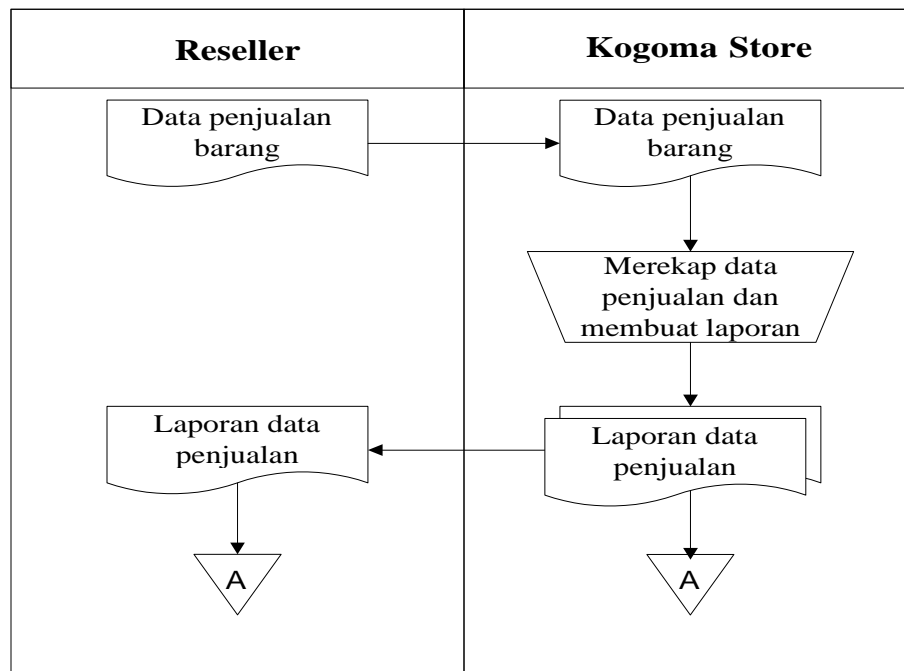 Reseller
Kogoma Store
Data penjualan
barang
Data penjualan
barang
Merekap data
penjualan dan
membuat laporan
Laporan data
penjualan
Laporan data
penjualan
A
A